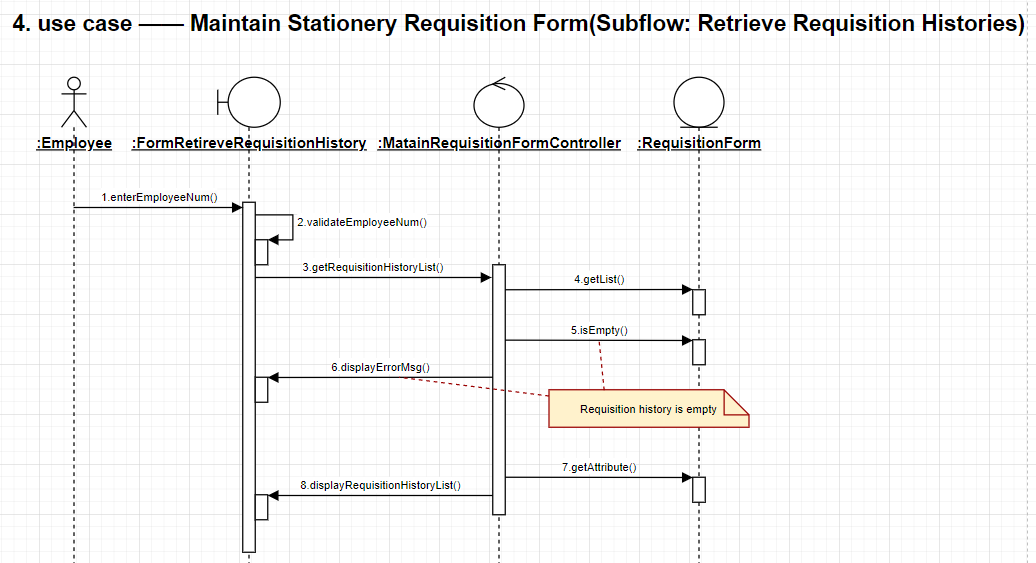 4. use case —— Maintain Stationery Requisition Form(Subflow: Retrieve Requisition Histories)
:Employee :FormRetireveRequisitionHistory :MatainRequisitionFormController :RequisitionForm
1.enterEmployeeNum()
2.validateEmployeeNum()
3.getRequisitionHistoryList()
4.getList()
5.isEmpty()
6.displayErrorMsg()
Requisition history is empty
7.getAttribute()
8.displayRequisitionHistoryList()